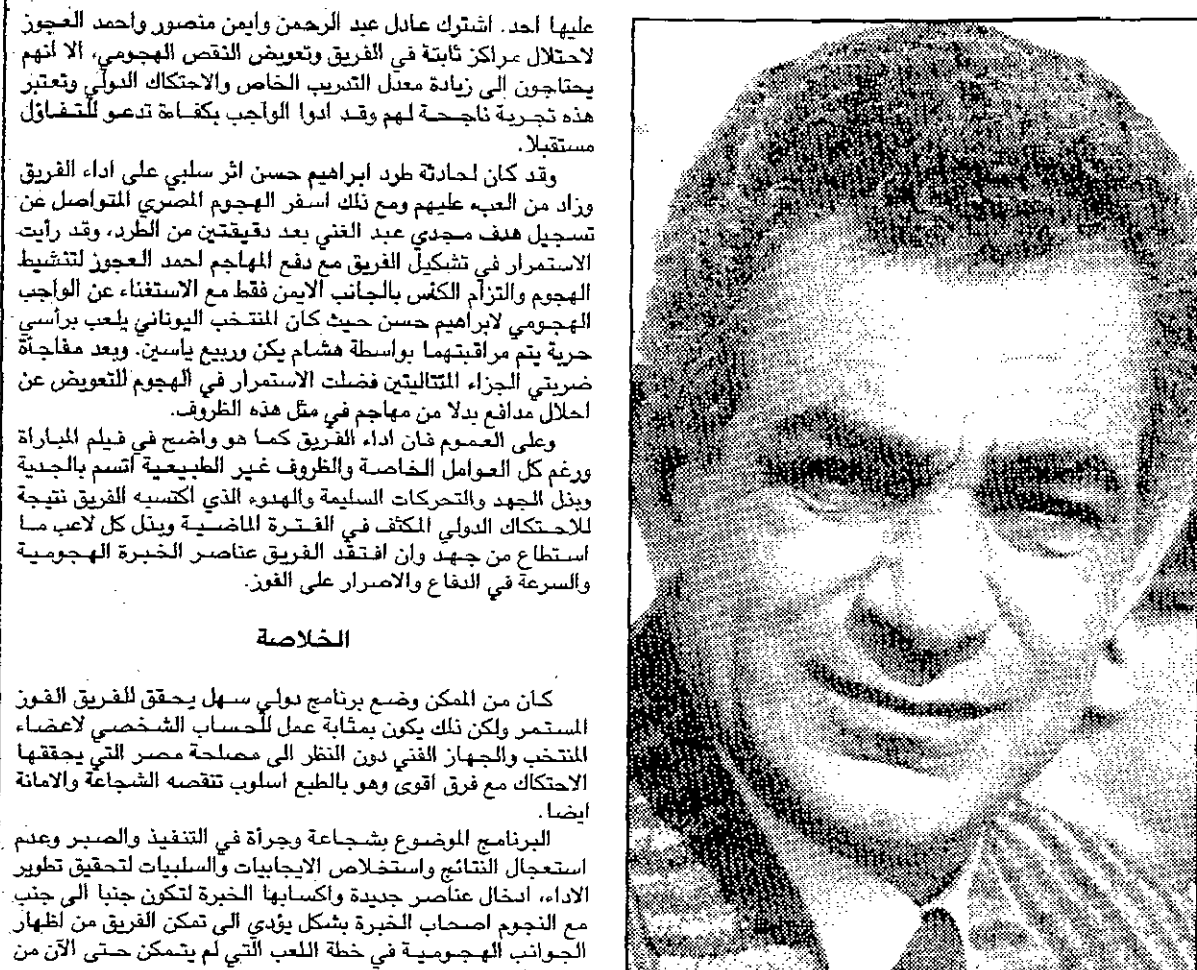 عليها احد. اشترك عادل عبد الرحمن وايمن منصور واحمد العجوز
لاحتلال مراكز ثابتة في الفريق وتعويض النقص الهجومي، الا انهم
يحتاجون إلى زيادة معدل التدريب الخاص والاحتكاك الدولي وتعتبر
هذه تجربة ناجحة لهم وقد ادوا الواجب بكفاءة تدعو للتفاؤل
مستقبلا.
وقد كان لحادثة طرد ابراهيم حسن اثر سلبي على اداء الفريق
وزاد من العبء عليهم ومع ذلك اسفر الهجوم المصري المتواصل عن
تسجيل هدف مجدي عبد الغني بعد دقيقتين من الطرد، وقد رأيت
الاستمرار في تشكيل الفريق مع دفع المهاجم احمد العجوز لتنشيط
الهجوم والتزام الكاس بالجانب الايمن فقط مع الاستغناء عن الواجب
الهجومي لابراهيم حسن حيث كان المنتخب اليوناني يلعب برأسي
حربة يتم مراقبتهما بواسطة هشام يكن وربيع ياسين. وبعد مفاجأة
ضربتي الجزاء المتتاليتين فضلت الاستمرار في الهجوم للتعويض عن
احلال مدافع بدلا من مهاجم في مثل هذه الظروف.
وعلى العموم فان اداء الفريق كما هو واضح في فيلم المباراة
ورغم كل العوامل الخاصة والظروف غير الطبيعية اتسم بالجدية
وبذل الجهد والتحركات السليمة والهدوء الذي اكتسبه الفريق نتيجة
للاحتكاك الدولي المكثف في الفترة الماضية وبذل كل لاعب ما
استطاع من جهد وان افتقد الفريق عناصر الخبرة الهجومية
والسرعة في الدفاع والاصرار على الفوز.
الخلاصة
كان من الممكن وضع برنامج دولي سهل يحقق للفريق الفوز
المستمر ولكن ذلك يكون بمثابة عمل للحساب الشخصي لاعضاء
المنتخب والجهاز الفني دون النظر الى مصلحة مصر التي يحققها
الاحتكاك مع فرق اقوى وهو بالطبع اسلوب تنقصه الشجاعة والامانة
ايضا.
البرنامج الموضوع بشجاعة وجرأة في التنفيذ والصبر وعدم
استعجال النتائج واستخلاص الايجابيات والسلبيات لتحقيق تطوير
الاداء، ادخال عناصر جديدة واكسابها الخبرة لتكون جنبا الى جنب
مع النجوم اصحاب الخبرة بشكل يؤدي الى تمكن الفريق من اظهار
الجوانب الهجومية في خطة اللعب التي لم يتمكن حتى الآن من